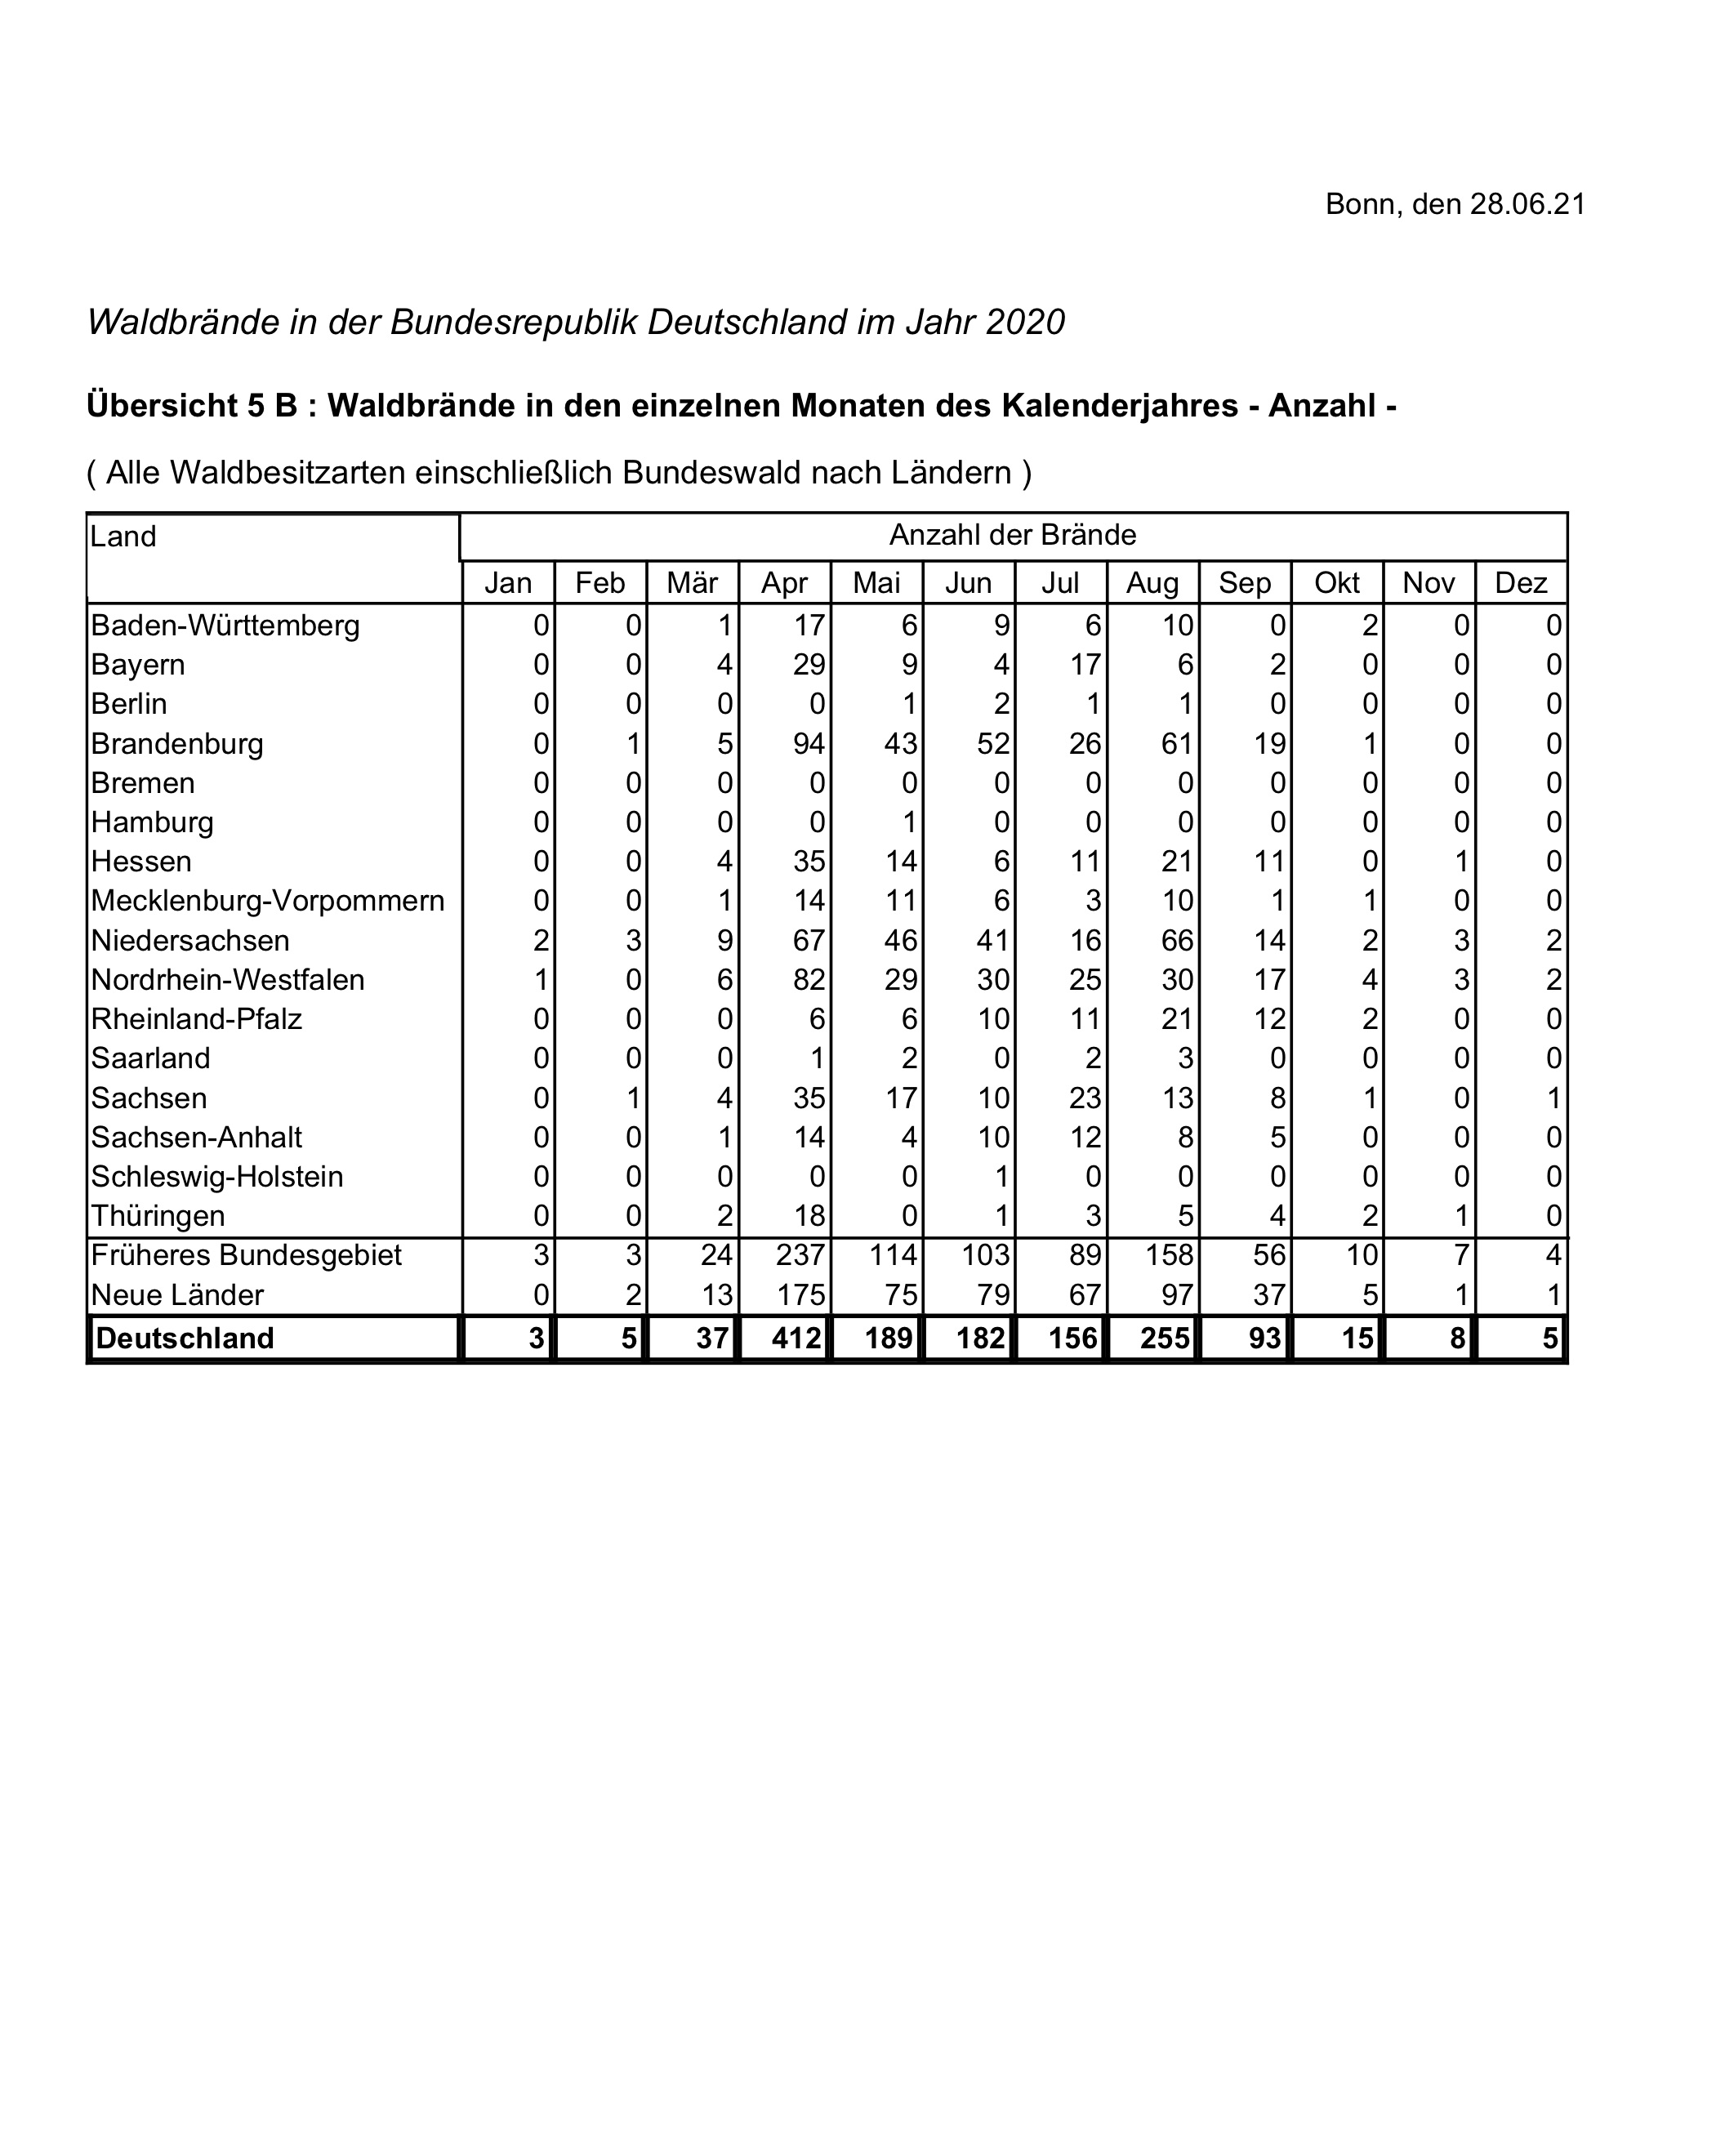 Bonn, den 28.06.21
Waldbrände in der Bundesrepublik Deutschland im Jahr 2020
Übersicht 5 B : Waldbrände in den einzelnen Monaten des Kalenderjahres - Anzahl -
( Alle Waldbesitzarten einschließlich Bundeswald nach Ländern )
Land Anzahl der Brände
Jan Feb Mär Apr Mai Jun Jul Aug Sep Okt Nov Dez
Baden-Württemberg 0 0 1 17 6 9 6 10 0 2 0 0
Bayern 0 0 4 29 9 4 17 6 2 0 0 0
Berlin 0 0 0 0 1 2 1 1 0 0 0 0
Brandenburg 0 1 5 94 43 52 26 61 19 1 0 0
Bremen 0 0 0 0 0 0 0 0 0 0 0 0
Hamburg 0 0 0 0 1 0 0 0 0 0 0 0
Hessen 0 0 4 35 14 6 11 21 11 0 1 0
Mecklenburg-Vorpommern 0 0 1 14 11 6 3 10 1 1 0 0
Niedersachsen 2 3 9 67 46 41 16 66 14 2 3 2
Nordrhein-Westfalen 1 0 6 82 29 30 25 30 17 4 3 2
Rheinland-Pfalz 0 0 0 6 6 10 11 21 12 2 0 0
Saarland 0 0 0 1 2 0 2 3 0 0 0 0
Sachsen 0 1 4 35 17 10 23 13 8 1 0 1
Sachsen-Anhalt 0 0 1 14 4 10 12 8 5 0 0 0
Schleswig-Holstein 0 0 0 0 0 1 0 0 0 0 0 0
Thüringen 0 0 2 18 0 1 3 5 4 2 1 0
Früheres Bundesgebiet 3 3 24 237 114 103 89 158 56 10 7 4
Neue Länder 0 2 13 175 75 79 67 97 37 5 1 1
Deutschland 3 5 37 412 189 182 156 255 93 15 8 5